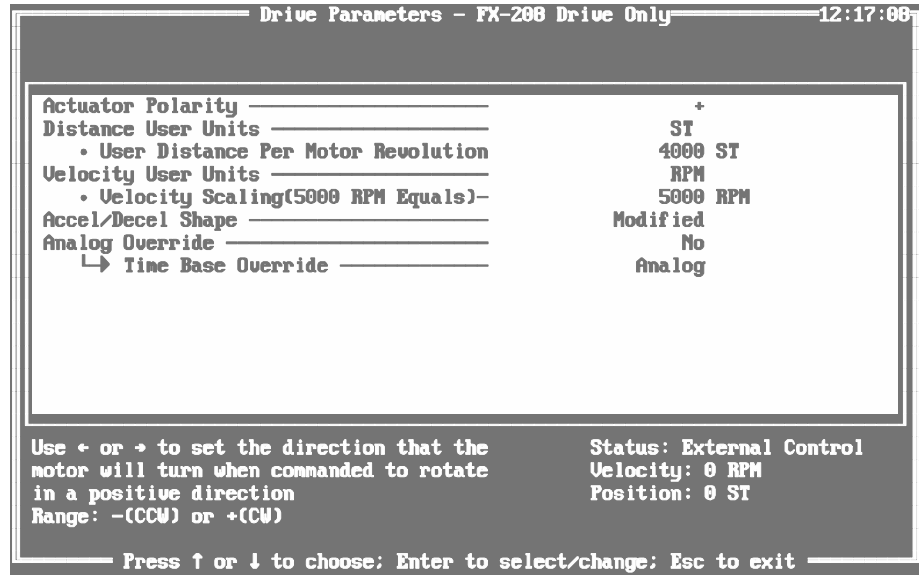 Drive Parameters - FX-208 Drive Only 12:17:08
Actuator Polarity +
Distance User Units ST
• User Distance Per Motor Revolution 4000 ST
Velocity User Units RPM
• Velocity Scaling(5000 RPM Equals) 5000 RPM
Accel/Decel Shape Modified
Analog Override No
Time Base Override Analog
Use ← or → to set the direction that the
motor will turn when commanded to rotate
in a positive direction
Range: -(CCW) or +(CW)
Status: External Control
Velocity: 0 RPM
Position: 0 ST
Press ↑ or ↓ to choose; Enter to select/change; Esc to exit